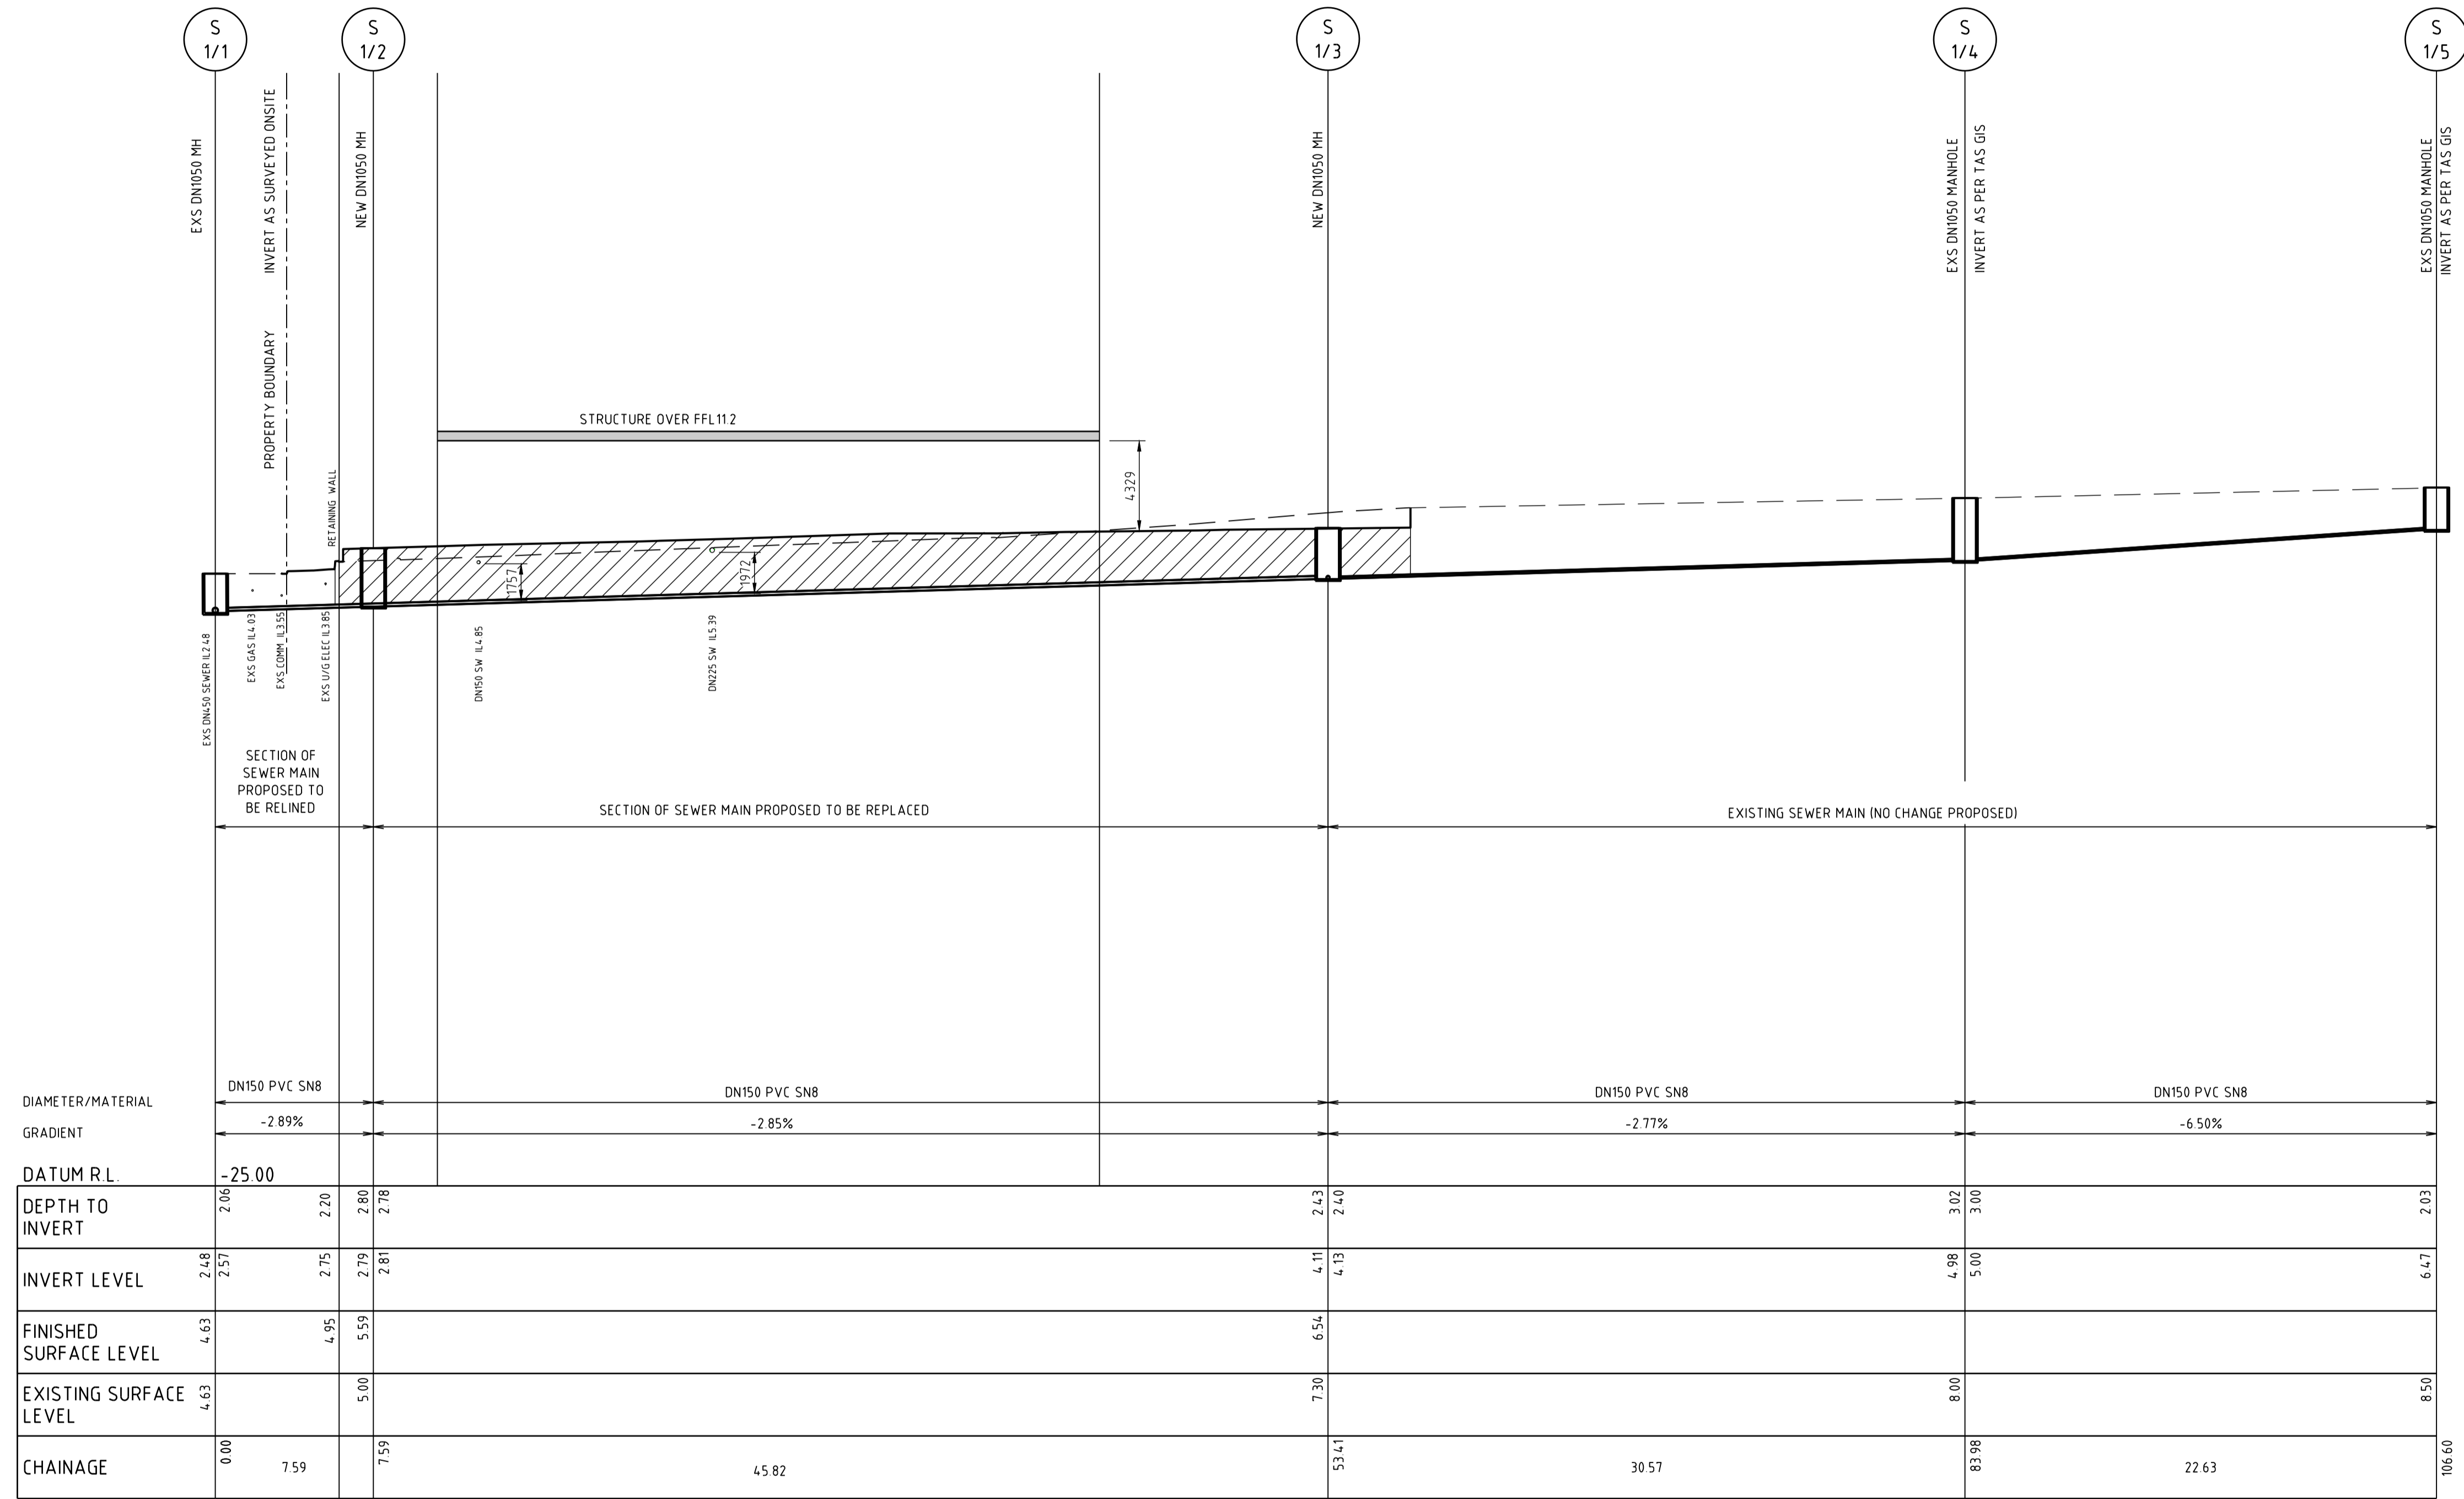 S
1/1
S
1/2
S
1/3
S
1/4
S
1/5
EXS DN1050 MH
PROPERTY BOUNDARY
INVERT AS SURVEYED ONSITE
RETAINING WALL
NEW DN1050 MH
STRUCTURE OVER FFL11.2
4329
NEW DN1050 MH
EXS DN1050 MANHOLE
INVERT AS PER TAS GIS
EXS DN1050 MANHOLE
INVERT AS PER TAS GIS
1757
1972
EXS DN450 SEWER IL2.48
EXS GAS IL4.03
EXS COMM IL3.55
EXS U/G ELEC IL3.85
DN150 SW IL4.85
DN225 SW IL5.39
SECTION OF
SEWER MAIN
PROPOSED TO
BE RELINED
SECTION OF SEWER MAIN PROPOSED TO BE REPLACED
EXISTING SEWER MAIN (NO CHANGE PROPOSED)
DIAMETER/MATERIAL
DN150 PVC SN8
DN150 PVC SN8
DN150 PVC SN8
DN150 PVC SN8
GRADIENT
-2.89%
-2.85%
-2.77%
-6.50%
DATUM R.L.
-25.00
DEPTH TO
INVERT
2.06
2.20
2.80
2.78
2.43
2.40
3.02
3.00
2.03
INVERT LEVEL
2.48
2.57
2.75
2.79
2.81
4.11
4.13
4.98
5.00
6.47
FINISHED
SURFACE LEVEL
4.63
4.95
5.59
6.54
EXISTING SURFACE
LEVEL
4.63
5.00
7.30
8.00
8.50
CHAINAGE
0.00
7.59
7.59
45.82
53.41
30.57
83.98
22.63
106.60